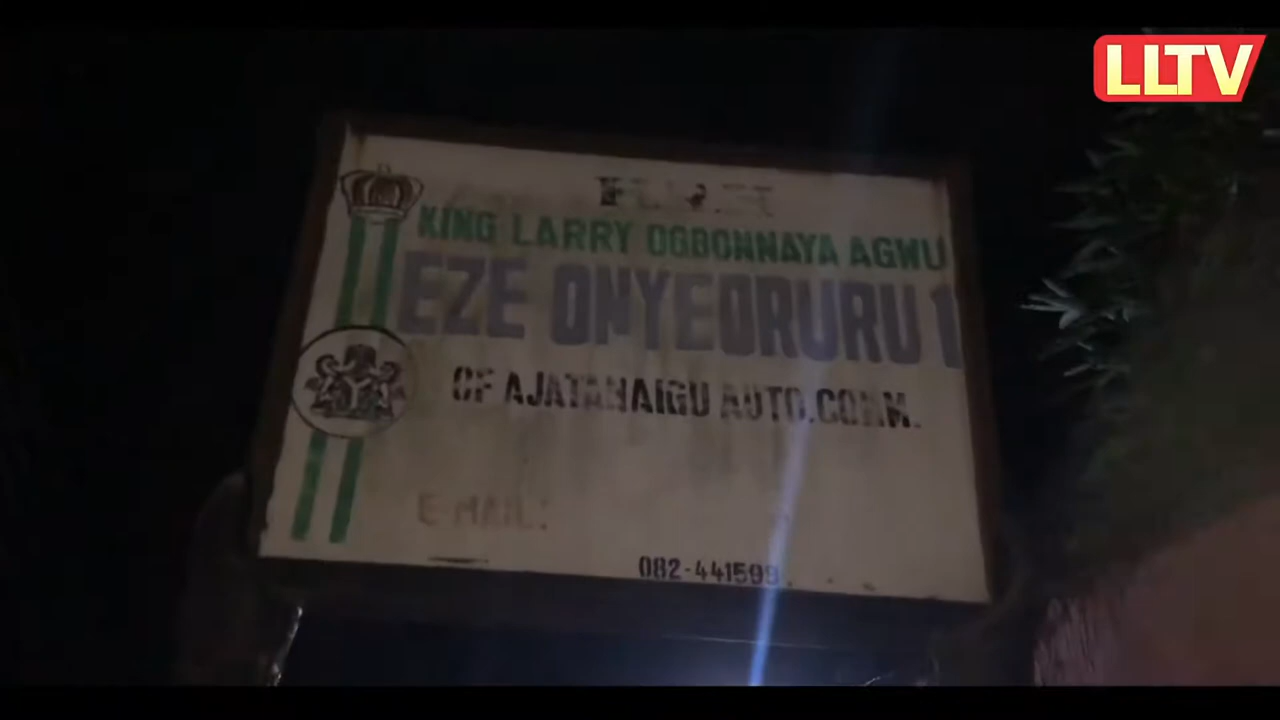 LLTV
KING LARRY OGBONNAYA AGWU
EZE ONYEORURU 1
OF AJATAHAIGU AUTO.COMM.
E-MAIL:
082-441599